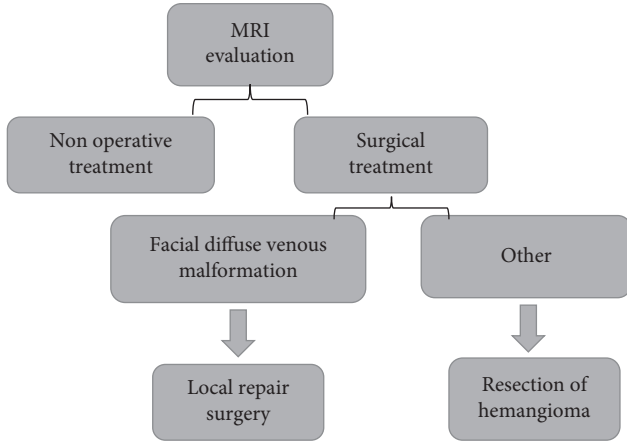 MRI
evaluation
Non operative
treatment
Surgical
treatment
Facial diffuse venous
malformation
Other
Local repair
surgery
Resection of
hemangioma